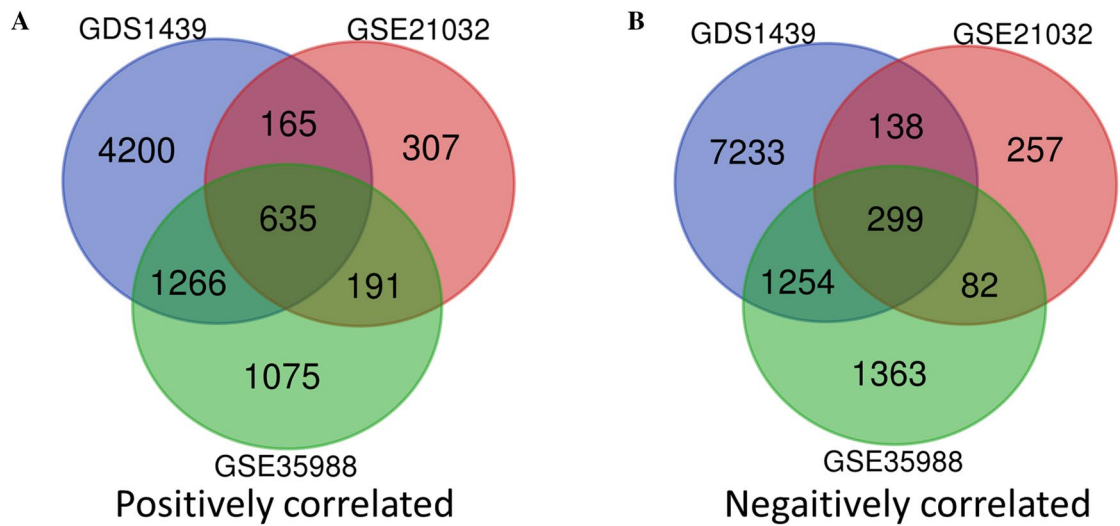 A
GDS1439
GSE21032
4200
165
307
635
1266
191
1075
GSE35988
Positively correlated
B
GDS1439
GSE21032
7233
138
257
299
1254
82
1363
GSE35988
Negaitively correlated